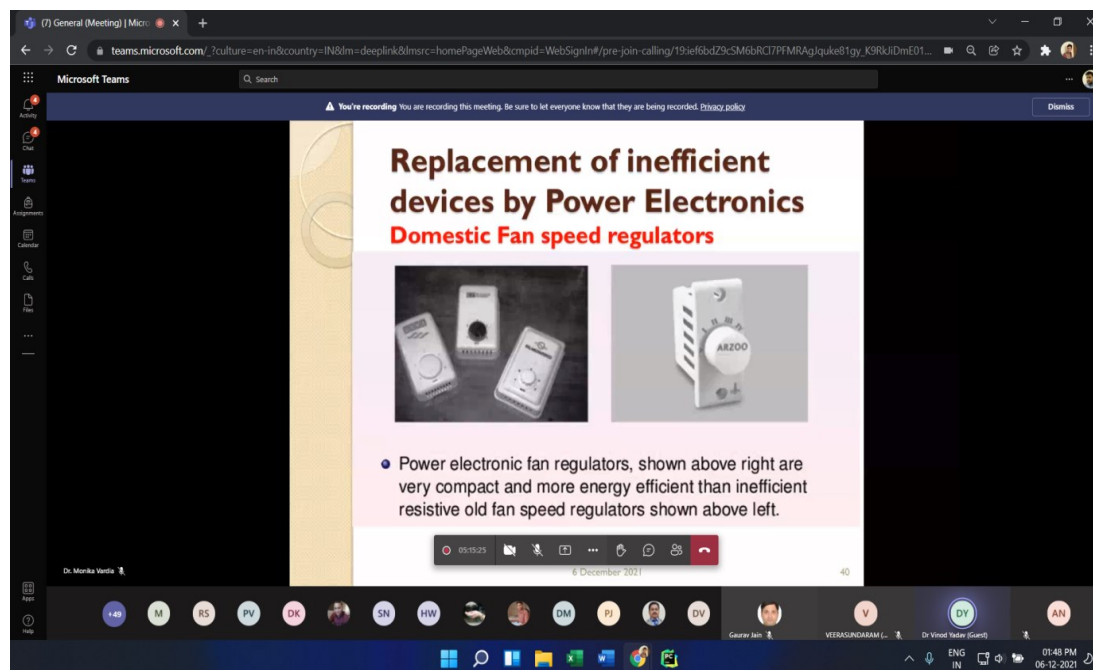 (7) General (Meeting) | Micro
teams.microsoft.com/_?culture=en-in&country=IN&lm=deeplink&lmsrc=homePageWeb&cmpid=WebSignIn#/pre-join-calling/
Microsoft Teams
Search
You're recording You are recording this meeting. Be sure to let everyone know that they are being recorded. Privacy policy
Dismiss
4
Activity
4
Chat
Teams
Assignments
Calendar
Calls
Files
Apps
Help
Replacement of inefficient
devices by Power Electronics
Domestic Fan speed regulators
ARZOO
Power electronic fan regulators, shown above right are
very compact and more energy efficient than inefficient
resistive old fan speed regulators shown above left.
05:15:25
6 December 2021
40
Dr. Monika Vardia
+49
M
RS
PV
DK
SN
HW
DM
PJ
DV
Gaurav Jain
V
VEERASUNDARAM (...
DY
Dr Vinod Yadav (Guest)
AN
ENG
IN
01:48 PM
06-12-2021